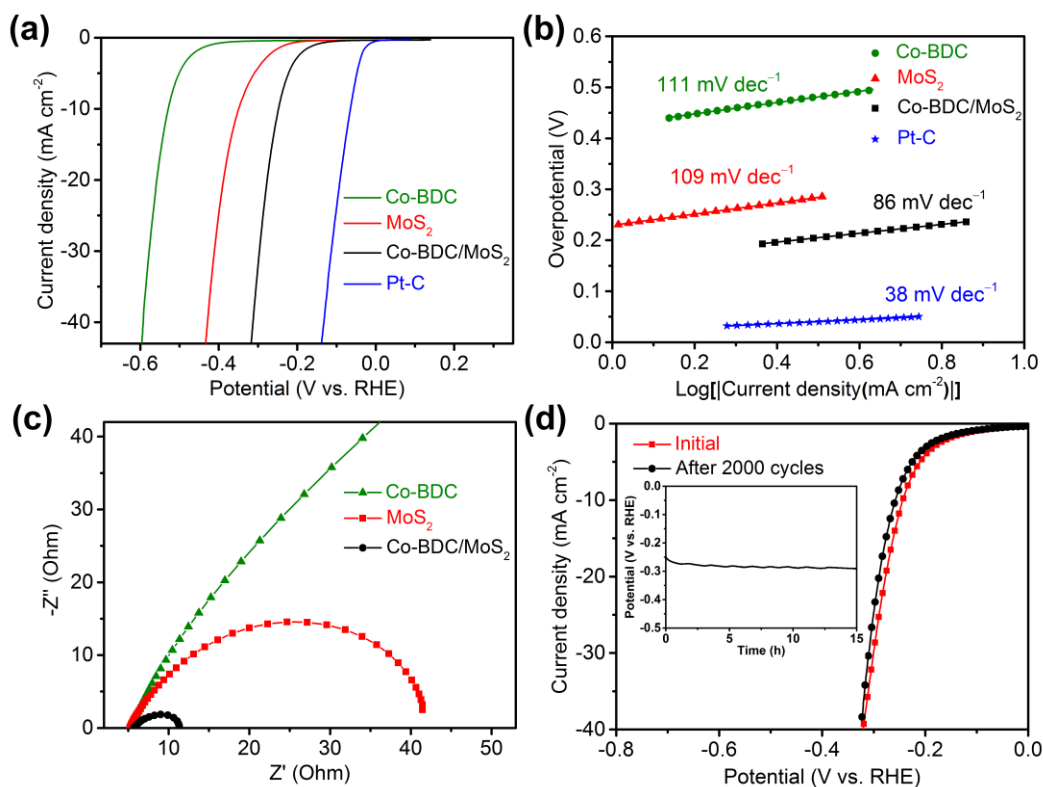 (a)
0
-10
-20
-30
-40
Current density (mA cm⁻²)
Co-BDC
MoS₂
Co-BDC/MoS₂
Pt-C
-0.6
-0.4
-0.2
0.0
0.2
Potential (V vs. RHE)
(b)
0.6
0.5
0.4
0.3
0.2
0.1
0.0
Overpotential (V)
Co-BDC
MoS₂
Co-BDC/MoS₂
Pt-C
111 mV dec⁻¹
109 mV dec⁻¹
86 mV dec⁻¹
38 mV dec⁻¹
0.0
0.2
0.4
0.6
0.8
1.0
Log[|Current density(mA cm⁻²)|]
(c)
40
30
20
10
0
-Z" (Ohm)
Co-BDC
MoS₂
Co-BDC/MoS₂
10
20
30
40
50
Z' (Ohm)
(d)
0
-10
-20
-30
-40
Current density (mA cm⁻²)
Initial
After 2000 cycles
0.0
-0.1
-0.2
-0.3
-0.4
-0.5
Potential (V vs. RHE)
0
5
10
15
Time (h)
-0.8
-0.6
-0.4
-0.2
0.0
Potential (V vs. RHE)